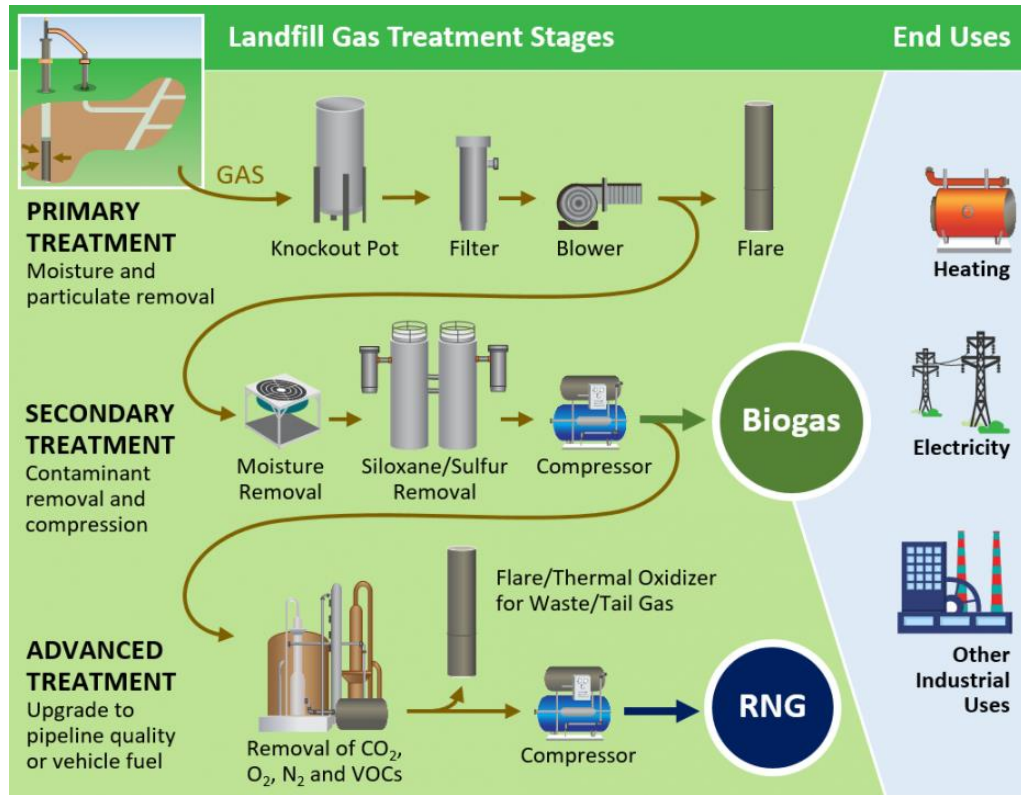 Landfill Gas Treatment Stages
End Uses
GAS
PRIMARY
TREATMENT
Moisture and
particulate removal
Knockout Pot
Filter
Blower
Flare
Heating
SECONDARY
TREATMENT
Contaminant
removal and
compression
Moisture
Removal
Siloxane/Sulfur
Removal
Compressor
Biogas
Electricity
ADVANCED
TREATMENT
Upgrade to
pipeline quality
or vehicle fuel
Removal of CO₂,
O₂, N₂ and VOCs
Flare/Thermal Oxidizer
for Waste/Tail Gas
Compressor
RNG
Other
Industrial
Uses